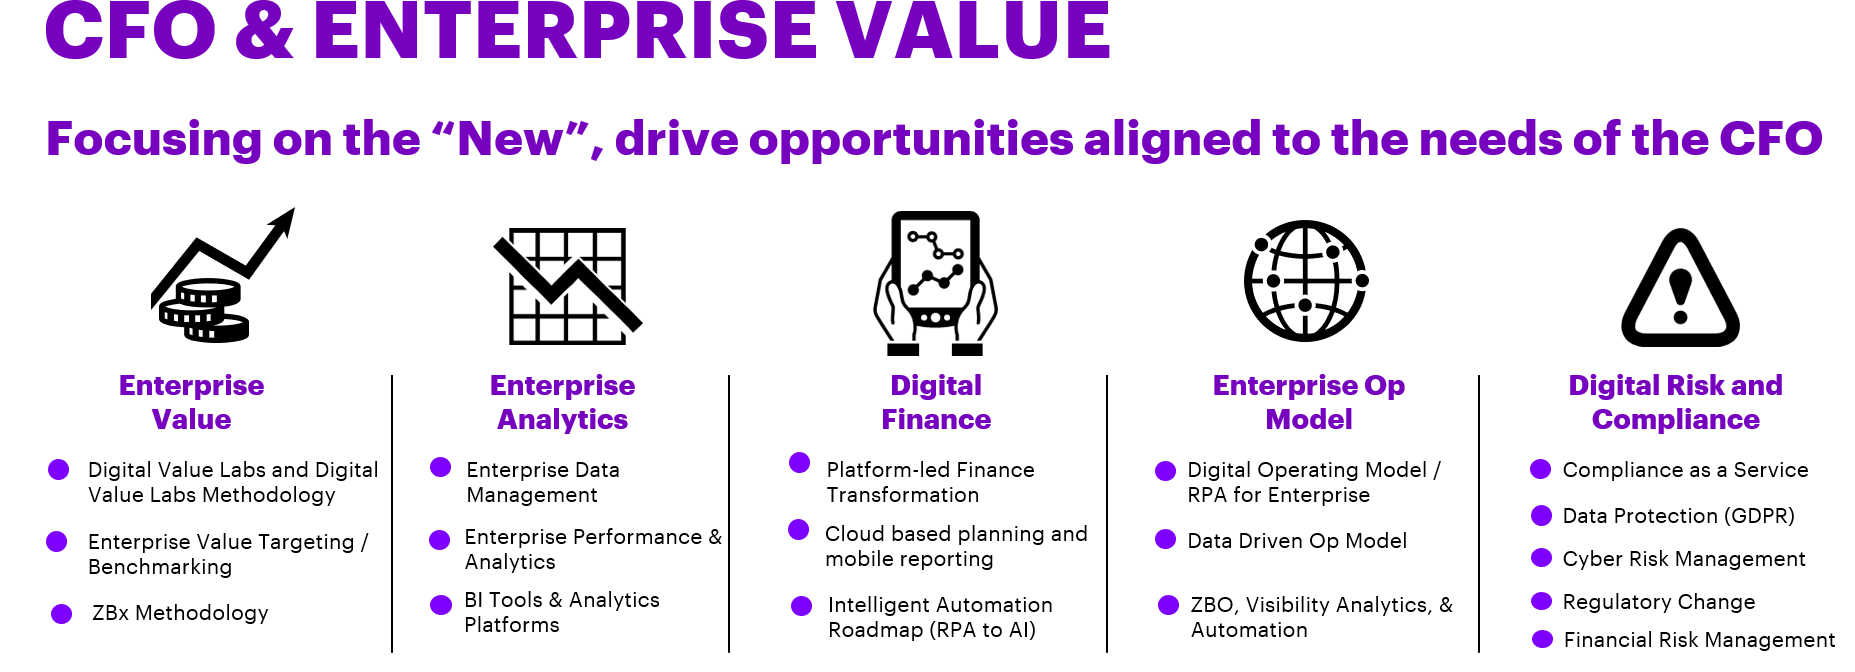 CFO & ENTERPRISE VALUE
Focusing on the “New”, drive opportunities aligned to the needs of the CFO
Enterprise
Value
Digital Value Labs and Digital
Value Labs Methodology
Enterprise Value Targeting /
Benchmarking
ZBx Methodology
Enterprise
Analytics
Enterprise Data
Management
Enterprise Performance &
Analytics
BI Tools & Analytics
Platforms
Digital
Finance
Platform-led Finance
Transformation
Cloud based planning and
mobile reporting
Intelligent Automation
Roadmap (RPA to AI)
Enterprise Op
Model
Digital Operating Model /
RPA for Enterprise
Data Driven Op Model
ZBO, Visibility Analytics, &
Automation
Digital Risk and
Compliance
Compliance as a Service
Data Protection (GDPR)
Cyber Risk Management
Regulatory Change
Financial Risk Management